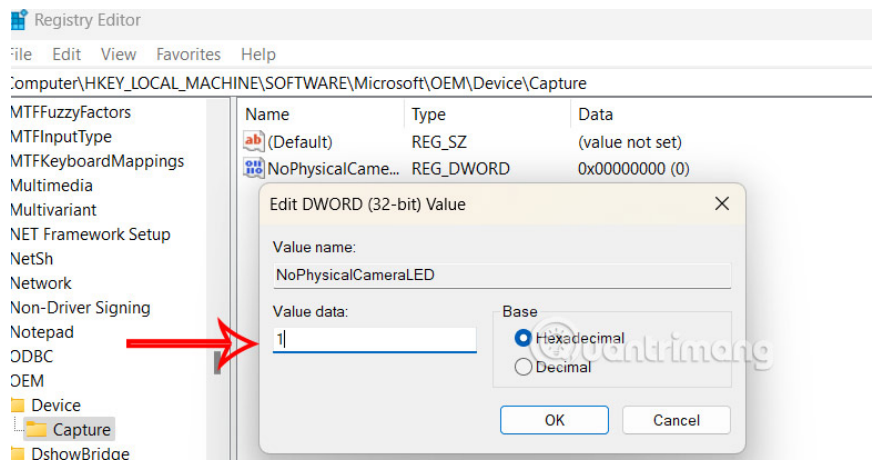 Registry Editor
File Edit View Favorites Help
Computer\HKEY_LOCAL_MACHINE\SOFTWARE\Microsoft\OEM\Device\Capture
MTFFuzzyFactors
MTFInputType
MTFKeyboardMappings
Multimedia
Multivariant
NET Framework Setup
NetSh
Network
Non-Driver Signing
Notepad
ODBC
OEM
Device
Capture
DshowBridge
Name Type Data
ab (Default) REG_SZ (value not set)
NoPhysicalCame... REG_DWORD 0x00000000 (0)
Edit DWORD (32-bit) Value
Value name:
NoPhysicalCameraLED
Value data:
1
Base
Hexadecimal
Decimal
OK Cancel
Quantrimang